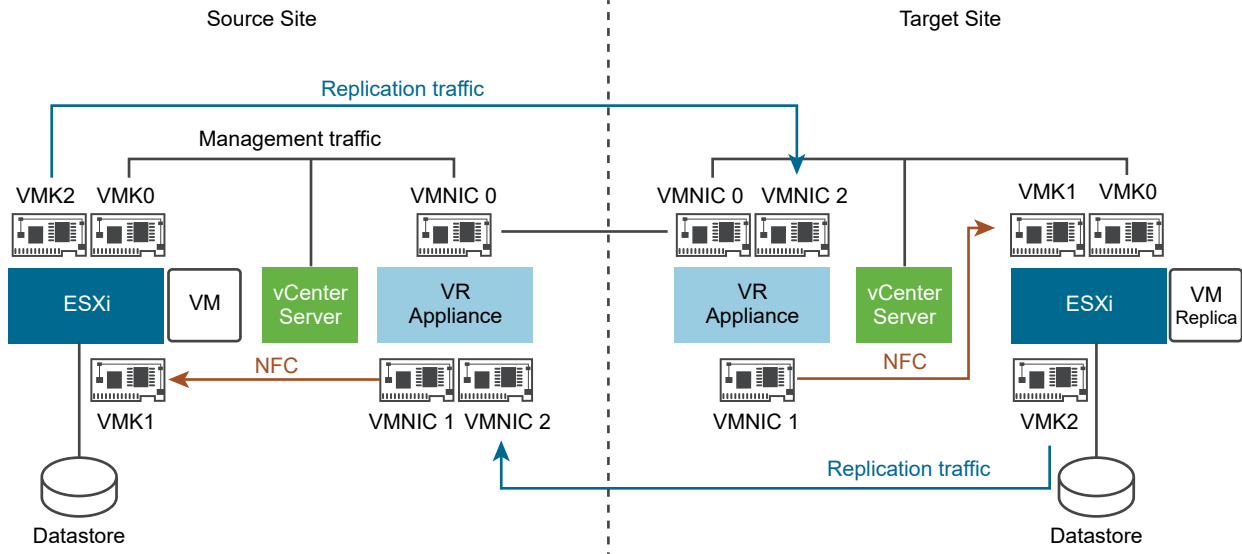 Source Site
Target Site
Replication traffic
Management traffic
VMK2
VMK0
VMNIC 0
VMNIC 0
VMNIC 2
VMK1
VMK0
ESXi
VM
vCenter
Server
VR
Appliance
VR
Appliance
vCenter
Server
ESXi
VM
Replica
NFC
NFC
VMK1
VMNIC 1
VMNIC 2
VMNIC 1
VMK2
Replication traffic
Datastore
Datastore